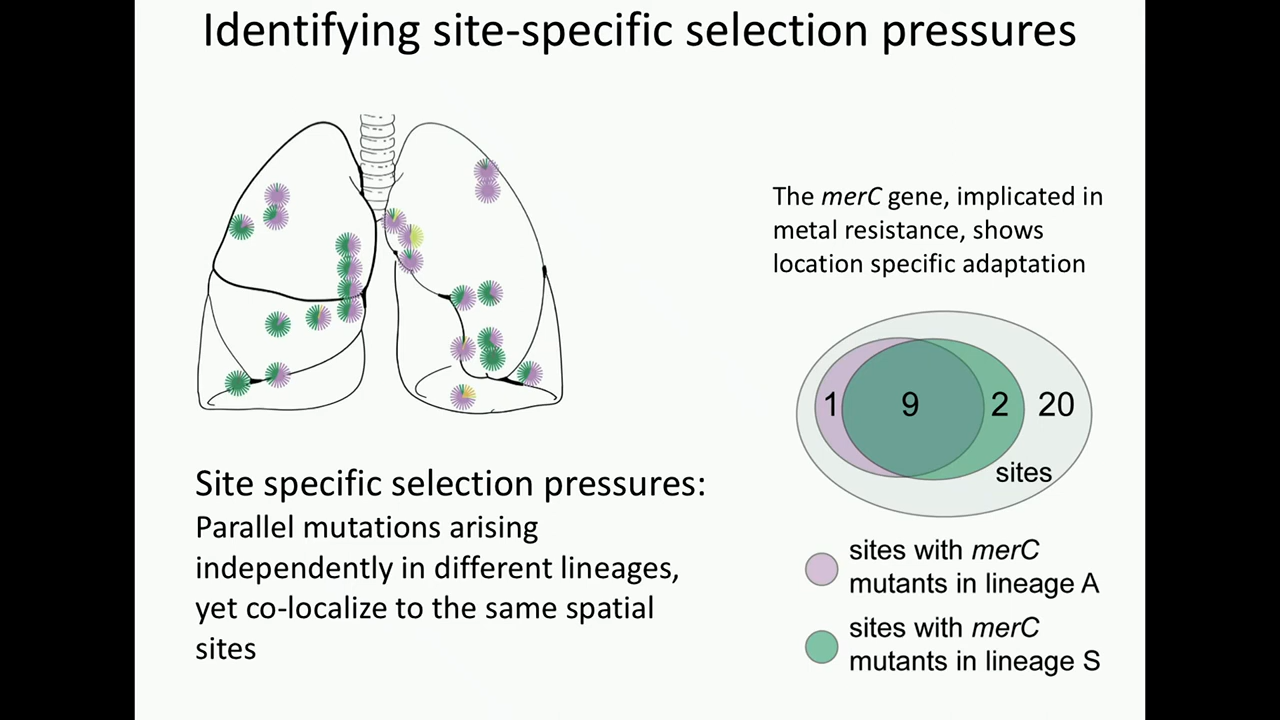 Identifying site-specific selection pressures
The merC gene, implicated in
metal resistance, shows
location specific adaptation
1
9
2
20
sites
Site specific selection pressures:
Parallel mutations arising
independently in different lineages,
yet co-localize to the same spatial
sites
sites with merC
mutants in lineage A
sites with merC
mutants in lineage S